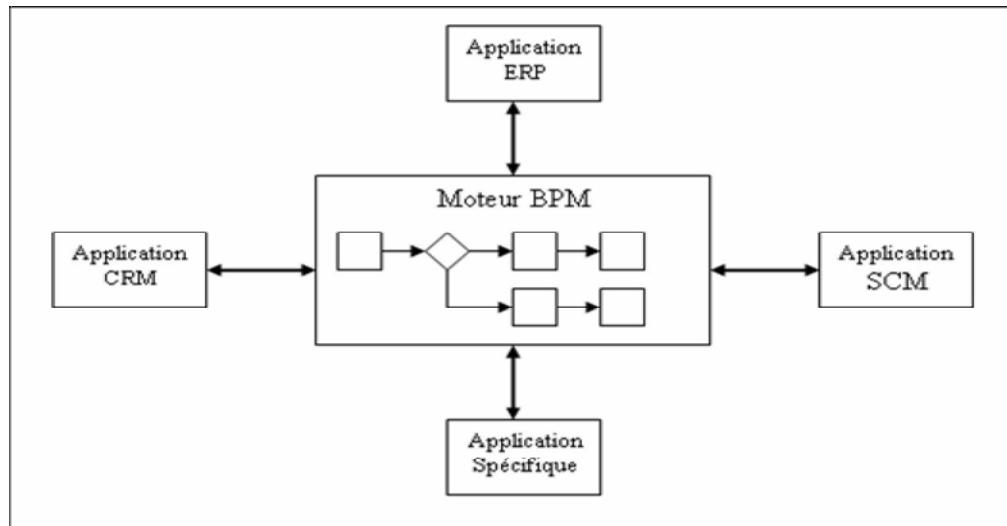 Application
ERP
Moteur BPM
Application
CRM
Application
SCM
Application
Spécifique